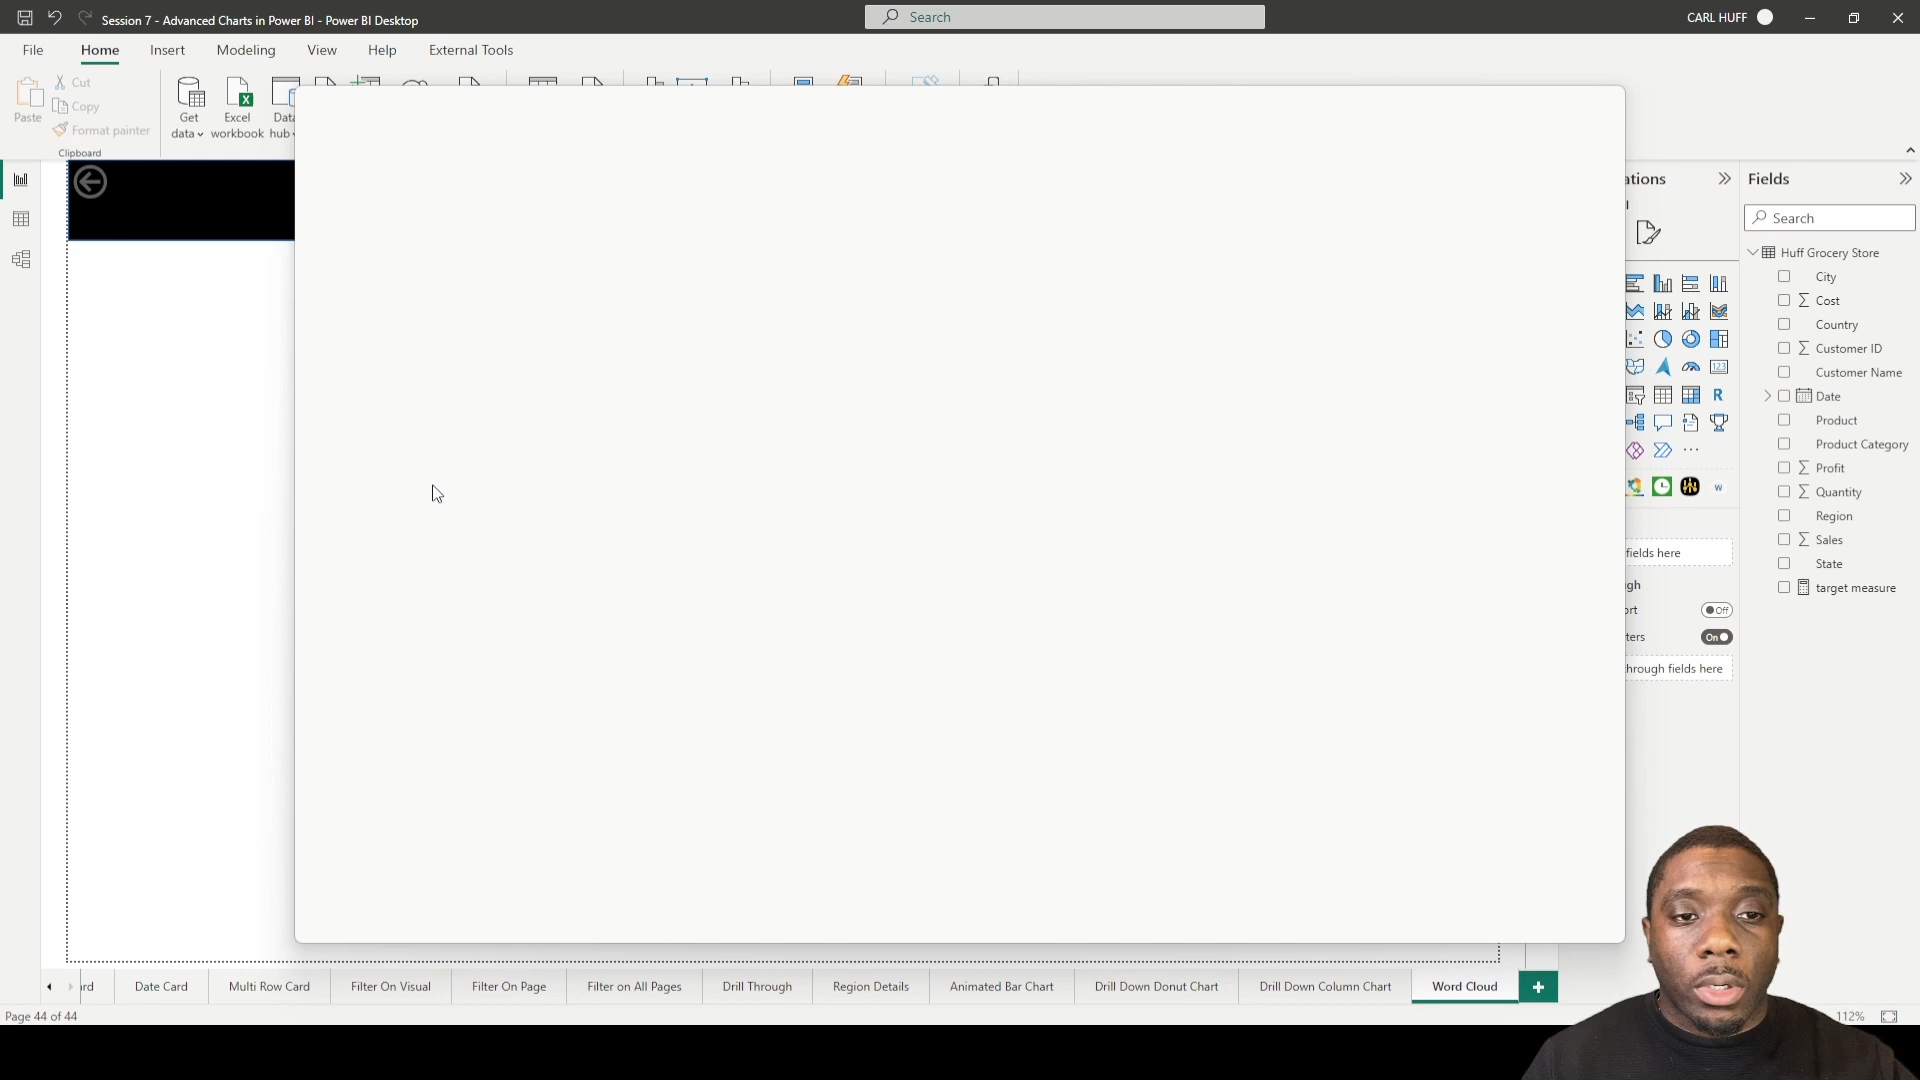 Session 7 - Advanced Charts in Power BI - Power BI Desktop
Search
CARL HUFF
File
Home
Insert
Modeling
View
Help
External Tools
Paste
Cut
Copy
Format painter
Clipboard
Get data
Excel workbook
Data hub
ations
Fields
Search
Huff Grocery Store
City
Cost
Country
Customer ID
Customer Name
Date
Product
Product Category
Profit
Quantity
Region
Sales
State
target measure
fields here
gh
ort
Off
ters
On
hrough fields here
rd
Date Card
Multi Row Card
Filter On Visual
Filter On Page
Filter on All Pages
Drill Through
Region Details
Animated Bar Chart
Drill Down Donut Chart
Drill Down Column Chart
Word Cloud
Page 44 of 44
112%